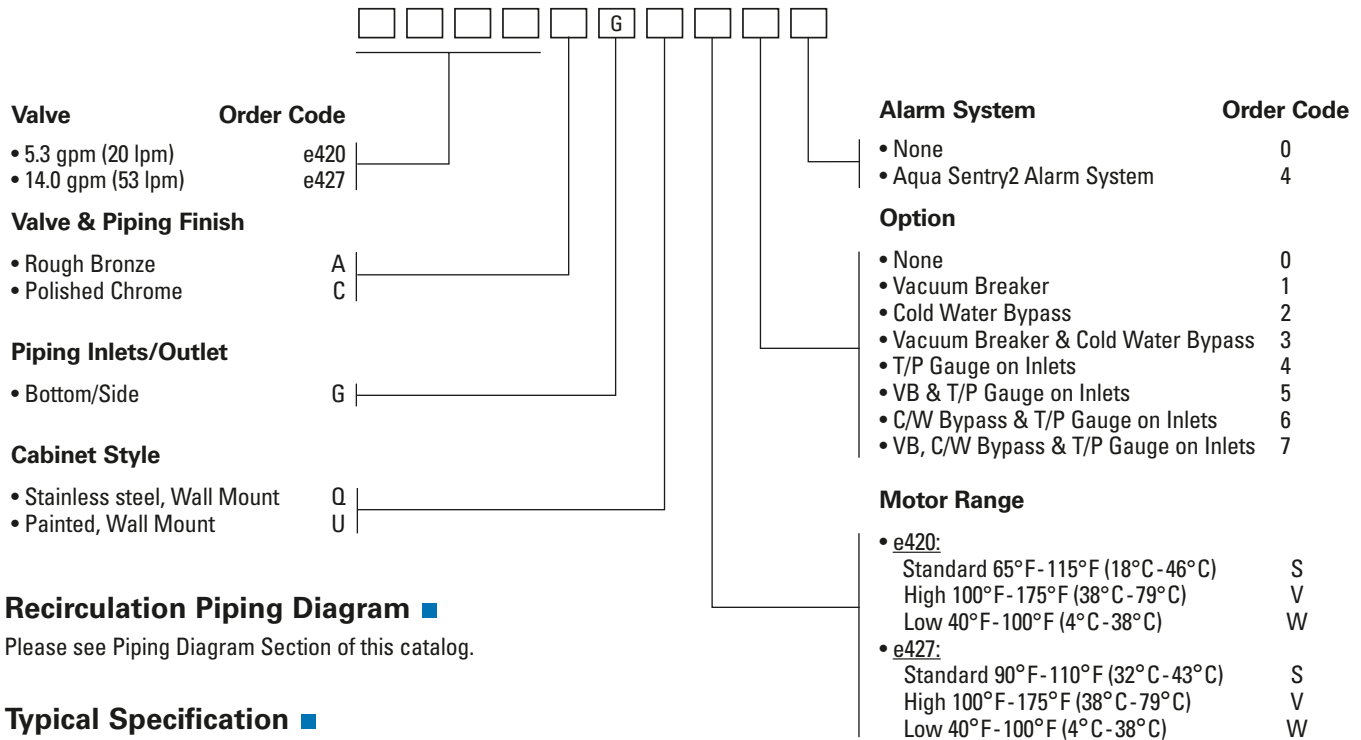 G
Valve Order Code
• 5.3 gpm (20 lpm) e420
• 14.0 gpm (53 lpm) e427
Valve & Piping Finish
• Rough Bronze A
• Polished Chrome C
Piping Inlets/Outlet
• Bottom/Side G
Cabinet Style
• Stainless steel, Wall Mount Q
• Painted, Wall Mount U
Recirculation Piping Diagram
Please see Piping Diagram Section of this catalog.
Typical Specification
Alarm System Order Code
• None 0
• Aqua Sentry2 Alarm System 4
Option
• None 0
• Vacuum Breaker 1
• Cold Water Bypass 2
• Vacuum Breaker & Cold Water Bypass 3
• T/P Gauge on Inlets 4
• VB & T/P Gauge on Inlets 5
• C/W Bypass & T/P Gauge on Inlets 6
• VB, C/W Bypass & T/P Gauge on Inlets 7
Motor Range
• e420:
Standard 65°F-115°F (18°C-46°C) S
High 100°F-175°F (38°C-79°C) V
Low 40°F-100°F (4°C-38°C) W
• e427:
Standard 90°F-110°F (32°C-43°C) S
High 100°F-175°F (38°C-79°C) V
Low 40°F-100°F (4°C-38°C) W